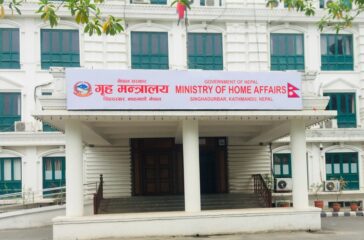 नेपाल सरकार
गृह मन्त्रालय
सिंहदरबार, काठमाडौं, नेपाल
GOVERNMENT OF NEPAL
MINISTRY OF HOME AFFAIRS
SINGHADURBAR, KATHMANDU, NEPAL